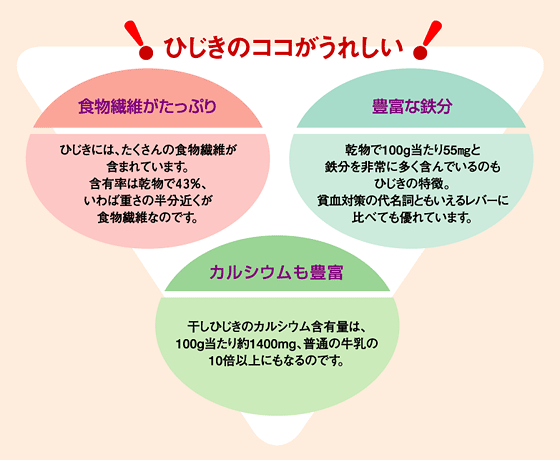 ひじきのココがうれしい
食物繊維がたっぷり
ひじきには、たくさんの食物繊維が
含まれています。
含有率は乾物で43%、
いわば重さの半分近くが
食物繊維なのです。
豊富な鉄分
乾物で100g当たり55mgと
鉄分を非常に多く含んでいるのも
ひじきの特徴。
貧血対策の代名詞ともいえるレバーに
比べても優れています。
カルシウムも豊富
干しひじきのカルシウム含有量は、
100g当たり約1400mg、普通の牛乳の
10倍以上にもなるのです。